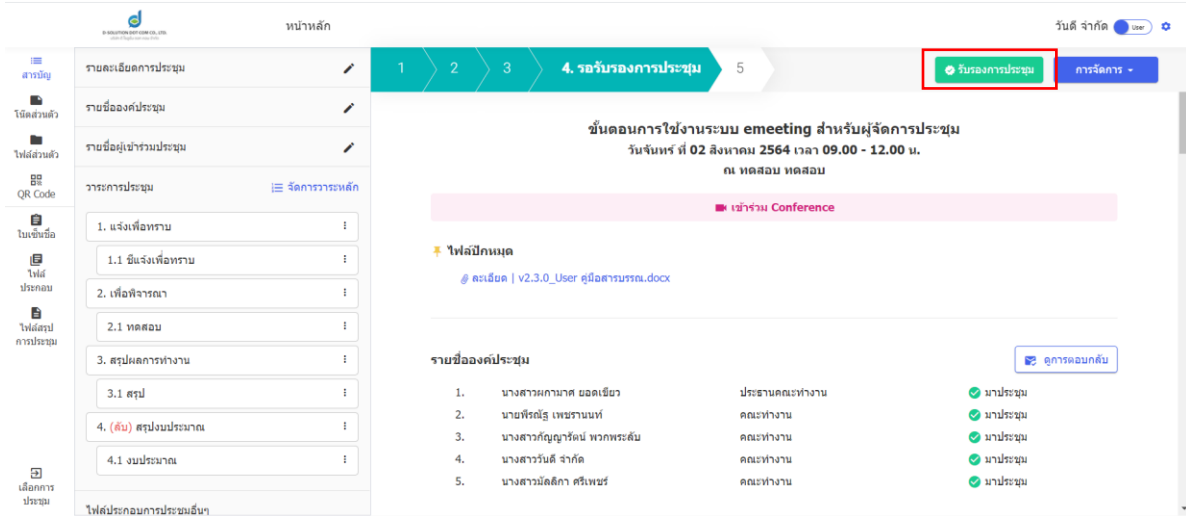 D-SOLUTION DOT COM CO., LTD.
หน้าหลัก
วันดี จำกัด User
สารบัญ
โน๊ตส่วนตัว
ไฟล์ส่วนตัว
QR Code
ใบเซ็นชื่อ
ไฟล์
ประกอบ
ไฟล์สรุป
การประชุม
เลือกการ
ประชุม
รายละเอียดการประชุม
รายชื่อองค์ประชุม
รายชื่อผู้เข้าร่วมประชุม
วาระการประชุม จัดการวาระหลัก
1. แจ้งเพื่อทราบ
1.1 ชี้แจ้งเพื่อทราบ
2. เพื่อพิจารณา
2.1 ทดสอบ
3. สรุปผลการทำงาน
3.1 สรุป
4. (ลับ) สรุปงบประมาณ
4.1 งบประมาณ
ไฟล์ประกอบการประชุมอื่นๆ
1 2 3 4. รอรับรองการประชุม 5
รับรองการประชุม การจัดการ
ขั้นตอนการใช้งานระบบ emeeting สำหรับผู้จัดการประชุม
วันจันทร์ ที่ 02 สิงหาคม 2564 เวลา 09.00 - 12.00 น.
ณ ทดสอบ ทดสอบ
เข้าร่วม Conference
ไฟล์ปักหมุด
ละเอียด | v2.3.0_User คู่มือสารบรรณ.docx
รายชื่อองค์ประชุม ดูการตอบกลับ
1. นางสาวผกามาศ ยอดเขียว ประธานคณะทำงาน มาประชุม
2. นายพีรณัฐ เพชรานนท์ คณะทำงาน มาประชุม
3. นางสาวกัญญารัตน์ พวกพระลับ คณะทำงาน มาประชุม
4. นางสาววันดี จำกัด คณะทำงาน มาประชุม
5. นางสาวมัลลิกา ศรีเพชร์ คณะทำงาน มาประชุม